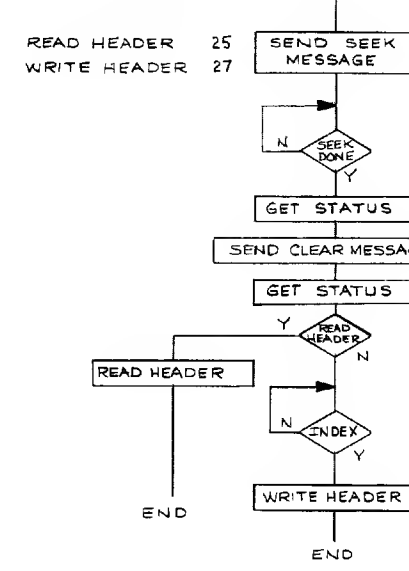 READ HEADER 25
WRITE HEADER 27
SEND SEEK
MESSAGE
N
SEEK
DONE
Y
GET STATUS
SEND CLEAR MESSA
GET STATUS
Y
READ
HEADER
N
READ HEADER
N
INDEX
Y
WRITE HEADER
END
END